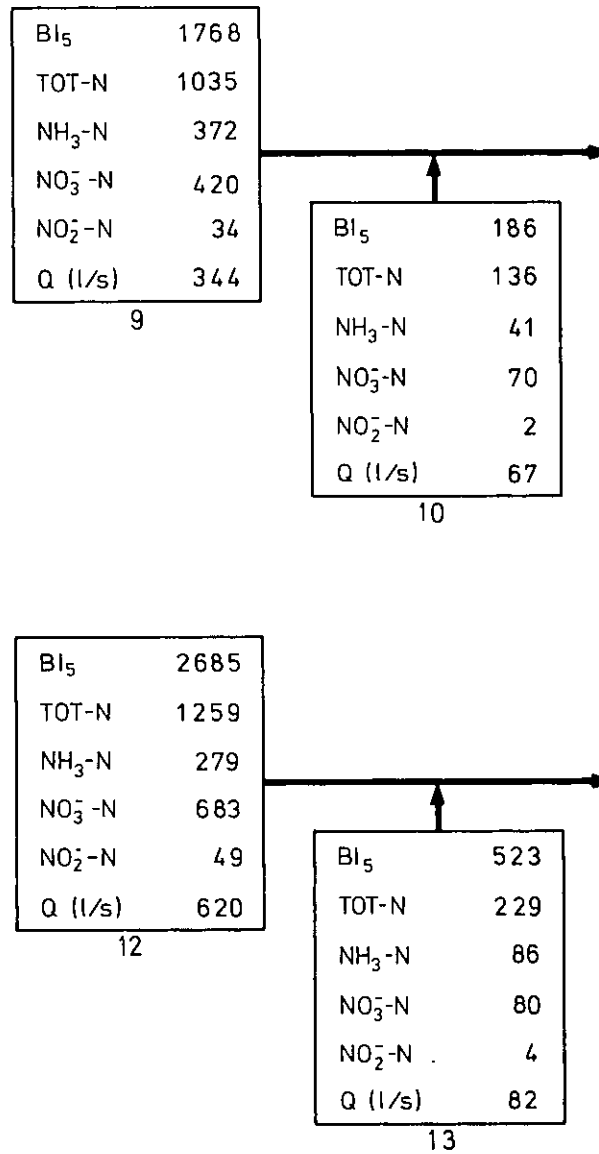 BI₅ 1768
TOT-N 1035
NH₃-N 372
NO₃⁻-N 420
NO₂⁻-N 34
Q (l/s) 344
9
BI₅ 186
TOT-N 136
NH₃-N 41
NO₃⁻-N 70
NO₂⁻-N 2
Q (l/s) 67
10
BI₅ 2685
TOT-N 1259
NH₃-N 279
NO₃⁻-N 683
NO₂⁻-N 49
Q (l/s) 620
12
BI₅ 523
TOT-N 229
NH₃-N 86
NO₃⁻-N 80
NO₂⁻-N 4
Q (l/s) 82
13